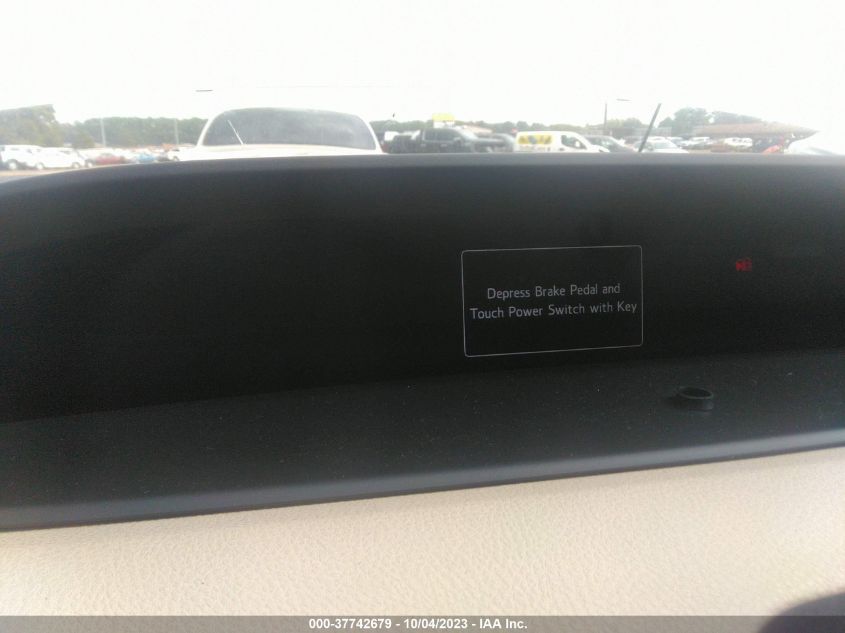 Depress Brake Pedal and
Touch Power Switch with Key
000-37742679 - 10/04/2023 - IAA Inc.